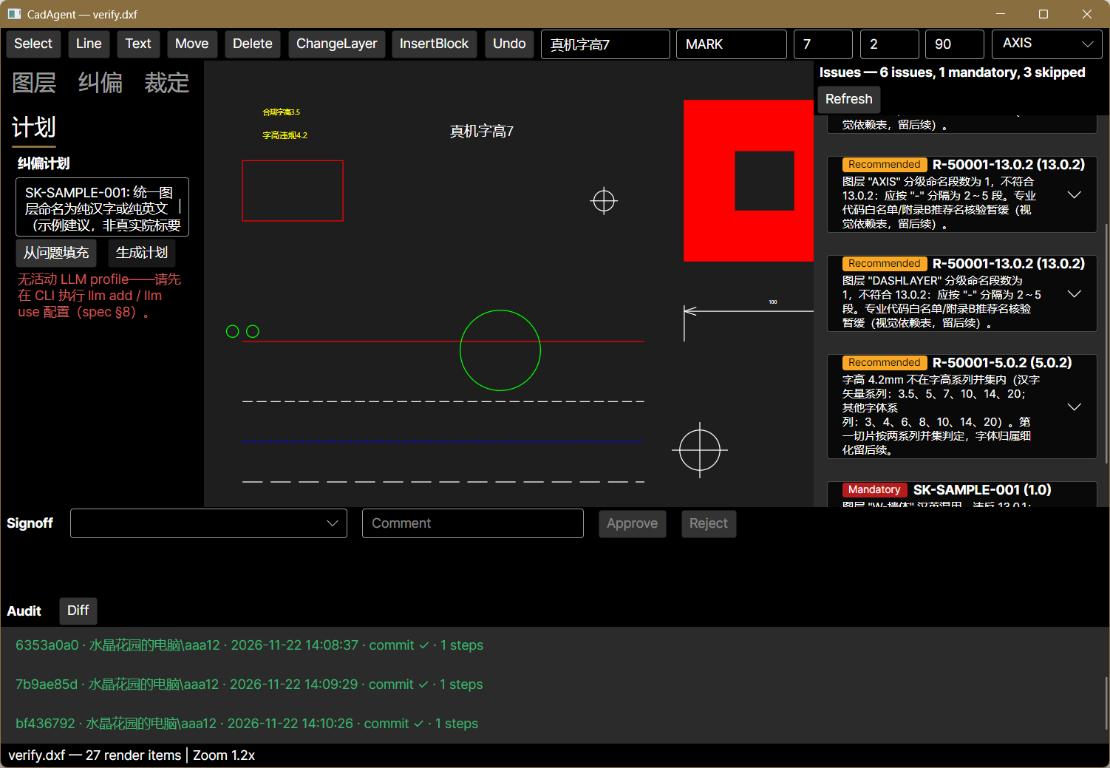 CadAgent — verify.dxf
Select Line Text Move Delete ChangeLayer InsertBlock Undo 真机字高7 MARK 7 2 90 AXIS
图层 纠偏 裁定
计划
纠偏计划
SK-SAMPLE-001: 统一图
层命名为纯汉字或纯英文
（示例建议，非真实院标要
从问题填充 生成计划
无活动 LLM profile——请先
在 CLI 执行 llm add / llm
use 配置（spec §8）。
合规字高3.5
字高违规4.2
真机字高7
100
Issues — 6 issues, 1 mandatory, 3 skipped
Refresh
觉依赖表，留后续）。
Recommended R-50001-13.0.2 (13.0.2)
图层 "AXIS" 分级命名段数为 1，不符合
13.0.2：应按 "-" 分隔为 2～5 段。专业
代码白名单/附录B推荐名核验暂缓（视
觉依赖表，留后续）。
Recommended R-50001-13.0.2 (13.0.2)
图层 "DASHLAYER" 分级命名段数为
1，不符合 13.0.2：应按 "-" 分隔为 2～5
段。专业代码白名单/附录B推荐名核验
暂缓（视觉依赖表，留后续）。
Recommended R-50001-5.0.2 (5.0.2)
字高 4.2mm 不在字高系列并集内（汉字
矢量系列：3.5、5、7、10、14、20；
其他字体系
列：3、4、6、8、10、14、20）。第
一切片按两系列并集判定，字体归属细
化留后续。
Mandatory SK-SAMPLE-001 (1.0)
图层 "W-墙体" 汉英混用，违反 13.0.1：
Signoff Comment Approve Reject
Audit Diff
6353a0a0 · 水晶花园的电脑\aaa12 · 2026-11-22 14:08:37 · commit ✓ · 1 steps
7b9ae85d · 水晶花园的电脑\aaa12 · 2026-11-22 14:09:29 · commit ✓ · 1 steps
bf436792 · 水晶花园的电脑\aaa12 · 2026-11-22 14:10:26 · commit ✓ · 1 steps
verify.dxf — 27 render items | Zoom 1.2x